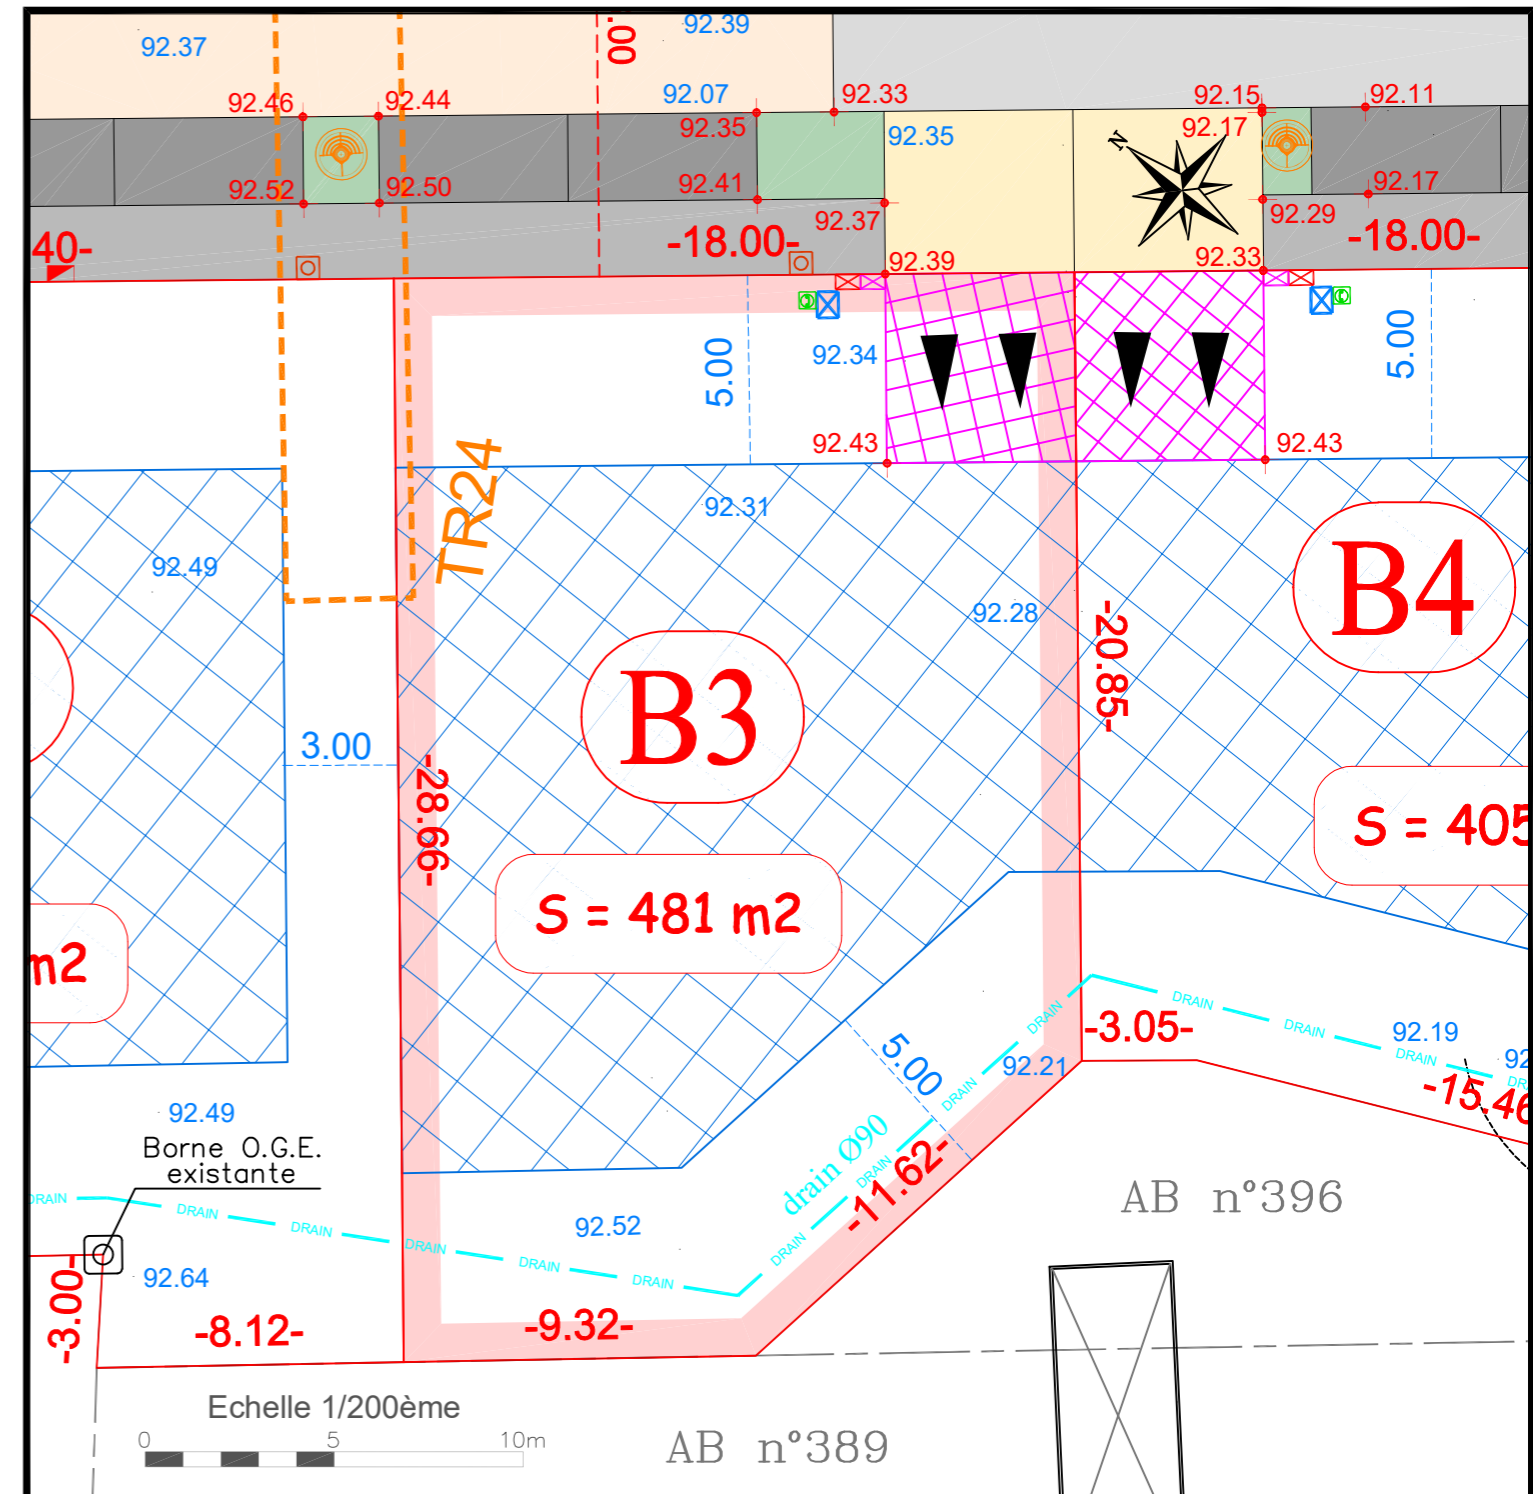 92.37
92.39
.00
92.46
92.44
92.07
92.33
92.15
92.11
92.35
92.35
92.17
N
92.52
92.50
92.41
92.37
92.17
92.29
40-
-18.00-
-18.00-
92.39
92.33
5.00
92.34
5.00
92.43
92.43
TR24
92.31
92.49
92.28
B4
-20.85-
B3
3.00
-28.66-
S = 405
S = 481 m2
m2
5.00
DRAIN
DRAIN
DRAIN
-3.05-
92.19
92
DRAIN
92.21
DRAIN
-15.46
92.49
Borne O.G.E.
existante
drain Ø90
DRAIN
-11.62-
DRAIN
DRAIN
DRAIN
DRAIN
DRAIN
DRAIN
DRAIN
92.52
AB n°396
92.64
-3.00-
-8.12-
-9.32-
Echelle 1/200ème
0 5 10m
AB n°389